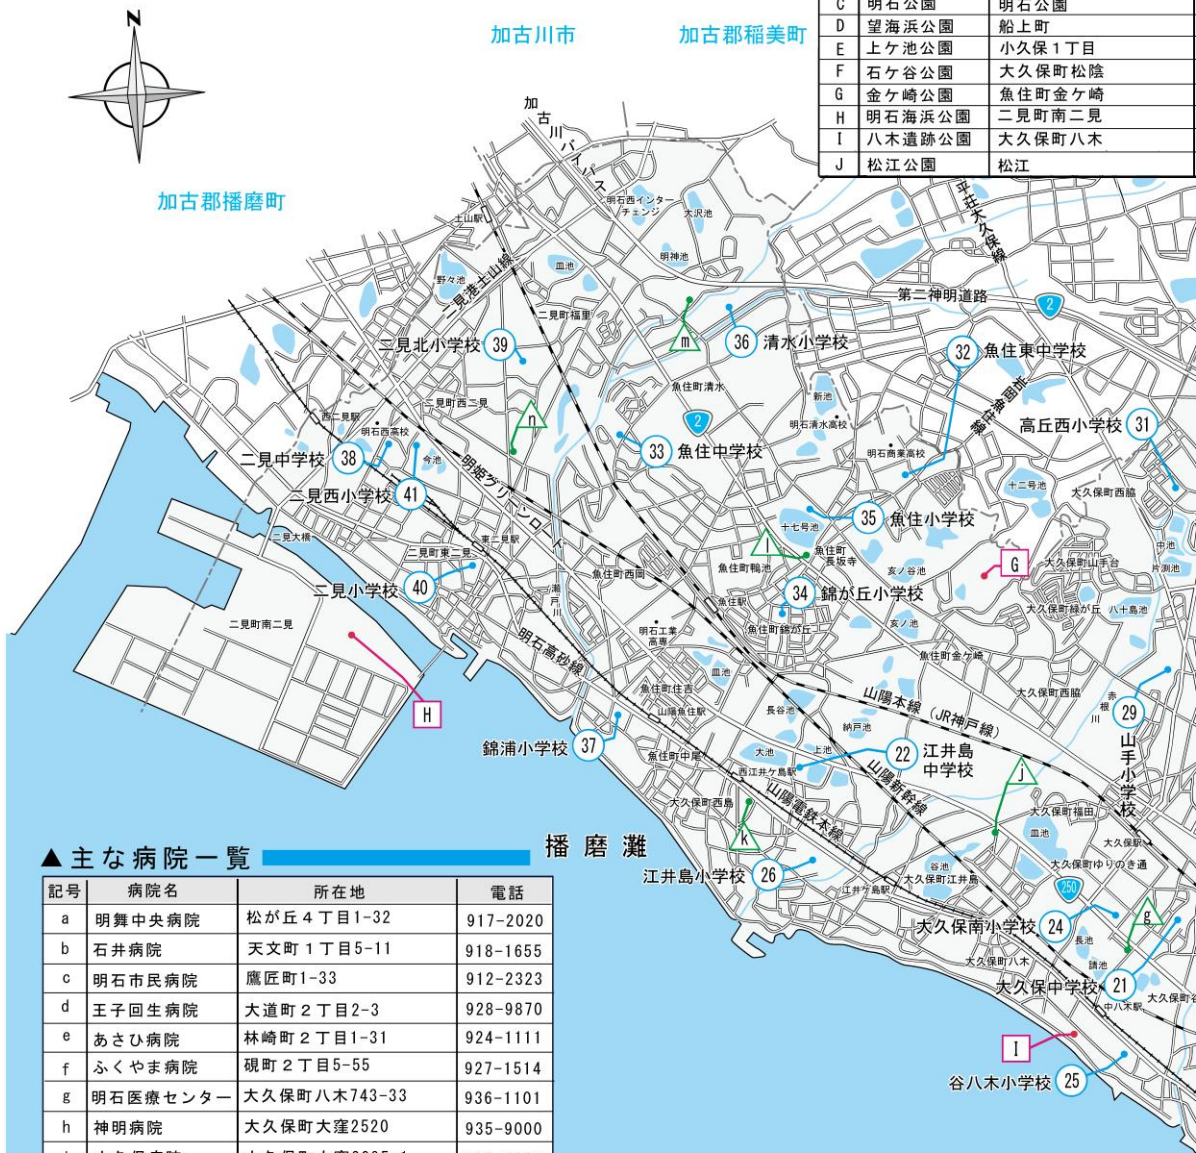 N
加古川市
加古郡稲美町
加古郡播磨町
C 明石公園 明石公園
D 望海浜公園 船上町
E 上ケ池公園 小久保1丁目
F 石ケ谷公園 大久保町松陰
G 金ケ崎公園 魚住町金ケ崎
H 明石海浜公園 二見町南二見
I 八木遺跡公園 大久保町八木
J 松江公園 松江
加古川バイパス
明石西インターチェンジ
大沢池
平荘大久保線
土山駅
明神池
野々池
皿池
二見港土山線
二見町福里
第二神明道路
2
m
36 清水小学校
二見北小学校 39
32 魚住東中学校
魚住町清水
岩岡魚住線
新池
二見町西二見
n
2
西二見駅
明石西高校
33 魚住中学校
明石清水高校
明石商業高校
高丘西小学校 31
二見中学校 38
今池
明姫グリーンロード
二見西小学校 41
十二号池
大久保町西脇
35 魚住小学校
十七号池
二見大橋
東二見駅
二見町東二見
l
魚住町長坂寺
中池
片渕池
G
大久保町山手台
魚住町西岡
魚住町鴨池
亥ノ谷池
二見小学校 40
瀬戸川
魚住駅
34 錦が丘小学校
大久保町緑が丘
八十島池
二見町南二見
明石工業高専
魚住町錦が丘
亥ノ池
明石高砂線
魚住町金ケ崎
皿池
H
魚住町住吉
山陽本線(JR神戸線)
大久保町西脇
赤根川
29 山手小学校
山陽魚住駅
長谷池
納戸池
錦浦小学校 37
魚住町中尾
大池
上池
22 江井島中学校
西江井ケ島駅
山陽新幹線
j
大久保町西島
山陽電鉄本線
k
大久保町福田
皿池
大久保駅
播磨灘
江井島小学校 26
谷池
大久保町ゆりのき通
大久保町江井島
江井ケ島駅
250
大久保南小学校 24
g
長池
大久保町八木
請池
大久保中学校 21
中八木駅
大久保町谷
I
谷八木小学校 25
▲主な病院一覧
記号 病院名 所在地 電話
a 明舞中央病院 松が丘4丁目1-32 917-2020
b 石井病院 天文町1丁目5-11 918-1655
c 明石市民病院 鷹匠町1-33 912-2323
d 王子回生病院 大道町2丁目2-3 928-9870
e あさひ病院 林崎町2丁目1-31 924-1111
f ふくやま病院 硯町2丁目5-55 927-1514
g 明石医療センター 大久保町八木743-33 936-1101
h 神明病院 大久保町大窪2520 935-9000